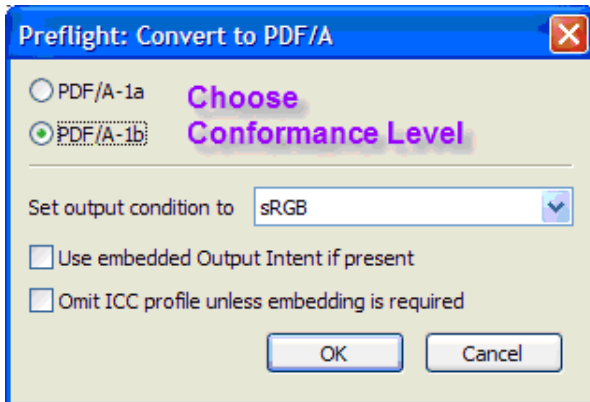 Preflight: Convert to PDF/A
PDF/A-1a
Choose
PDF/A-1b
Conformance Level
Set output condition to sRGB
Use embedded Output Intent if present
Omit ICC profile unless embedding is required
OK Cancel